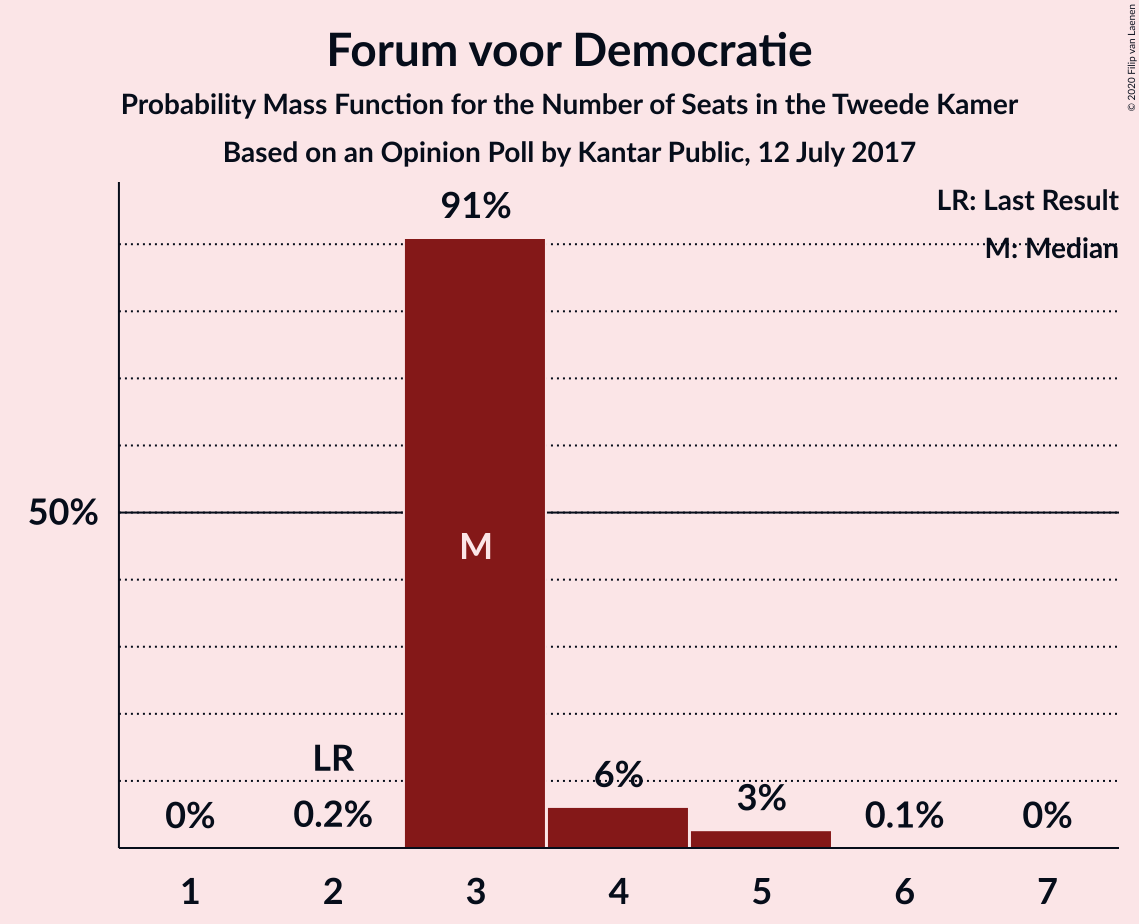 Forum voor Democratie
Probability Mass Function for the Number of Seats in the Tweede Kamer
Based on an Opinion Poll by Kantar Public, 12 July 2017
© 2020 Filip van Laenen
LR: Last Result
M: Median
91%
50%
M
LR
0%
0.2%
6%
3%
0.1%
0%
1 2 3 4 5 6 7